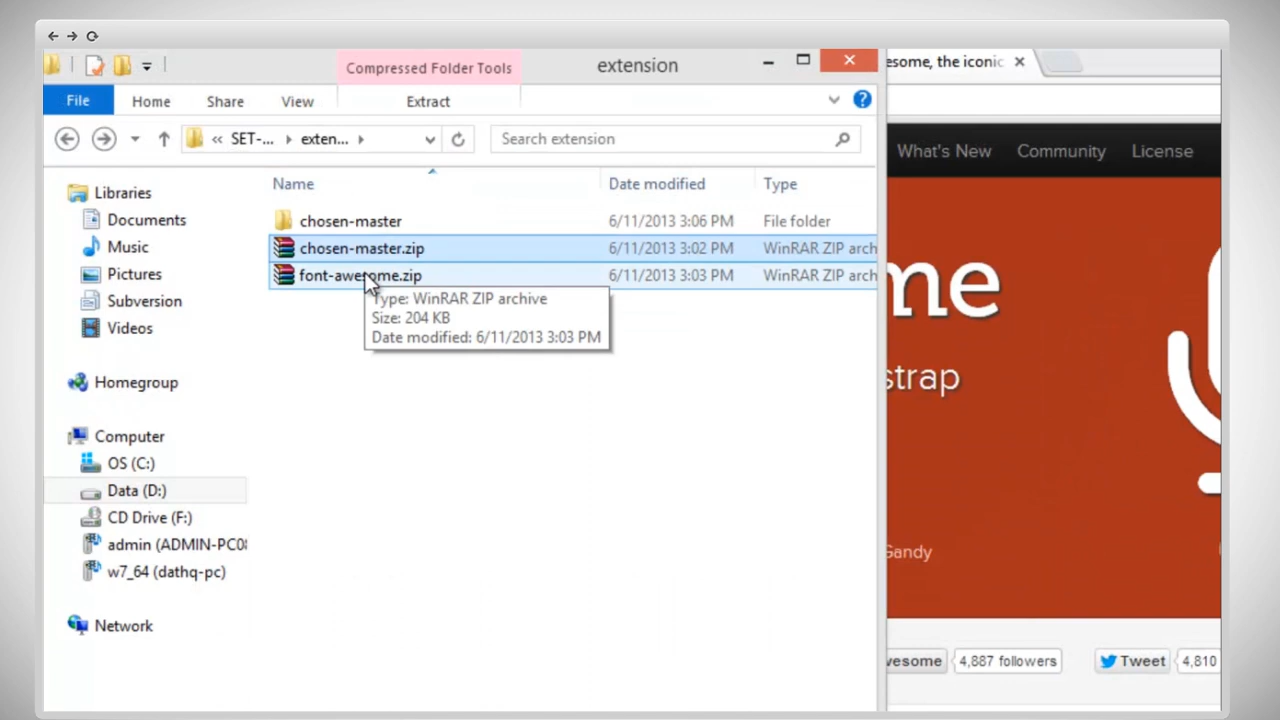 Compressed Folder Tools
extension
File Home Share View Extract
« SET-... exten... Search extension
Name Date modified Type
Libraries
Documents
Music
Pictures
Subversion
Videos
Homegroup
Computer
OS (C:)
Data (D:)
CD Drive (F:)
admin (ADMIN-PC08
w7_64 (dathq-pc)
Network
chosen-master 6/11/2013 3:06 PM File folder
chosen-master.zip 6/11/2013 3:02 PM WinRAR ZIP arch
font-awesome.zip 6/11/2013 3:03 PM WinRAR ZIP arch
Type: WinRAR ZIP archive
Size: 204 KB
Date modified: 6/11/2013 3:03 PM
esome, the iconic
What's New Community License
me
strap
Gandy
wesome 4,887 followers Tweet 4,810